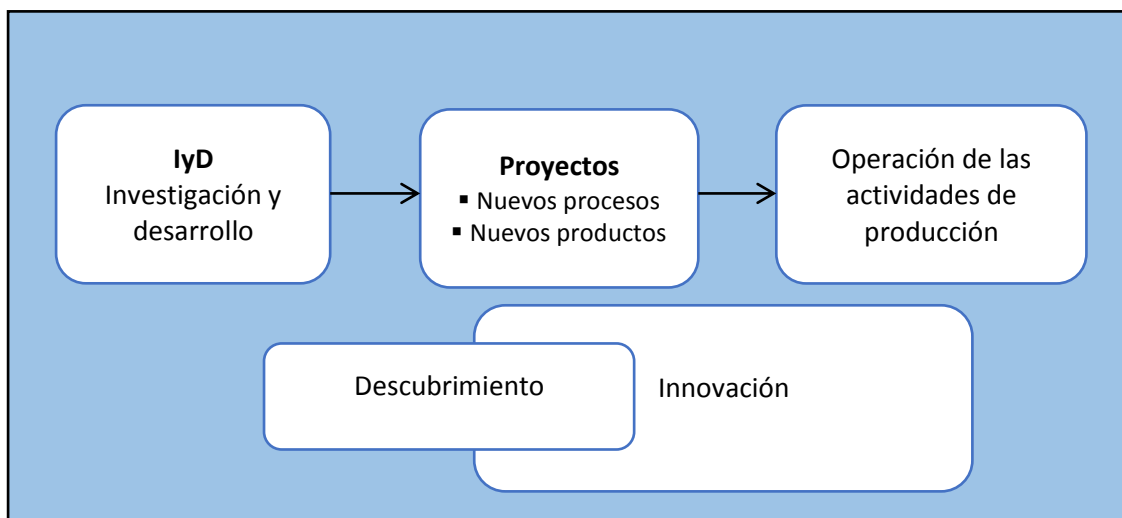 IyD
Investigación y
desarrollo
Proyectos
▪ Nuevos procesos
▪ Nuevos productos
Operación de las
actividades de
producción
Descubrimiento
Innovación